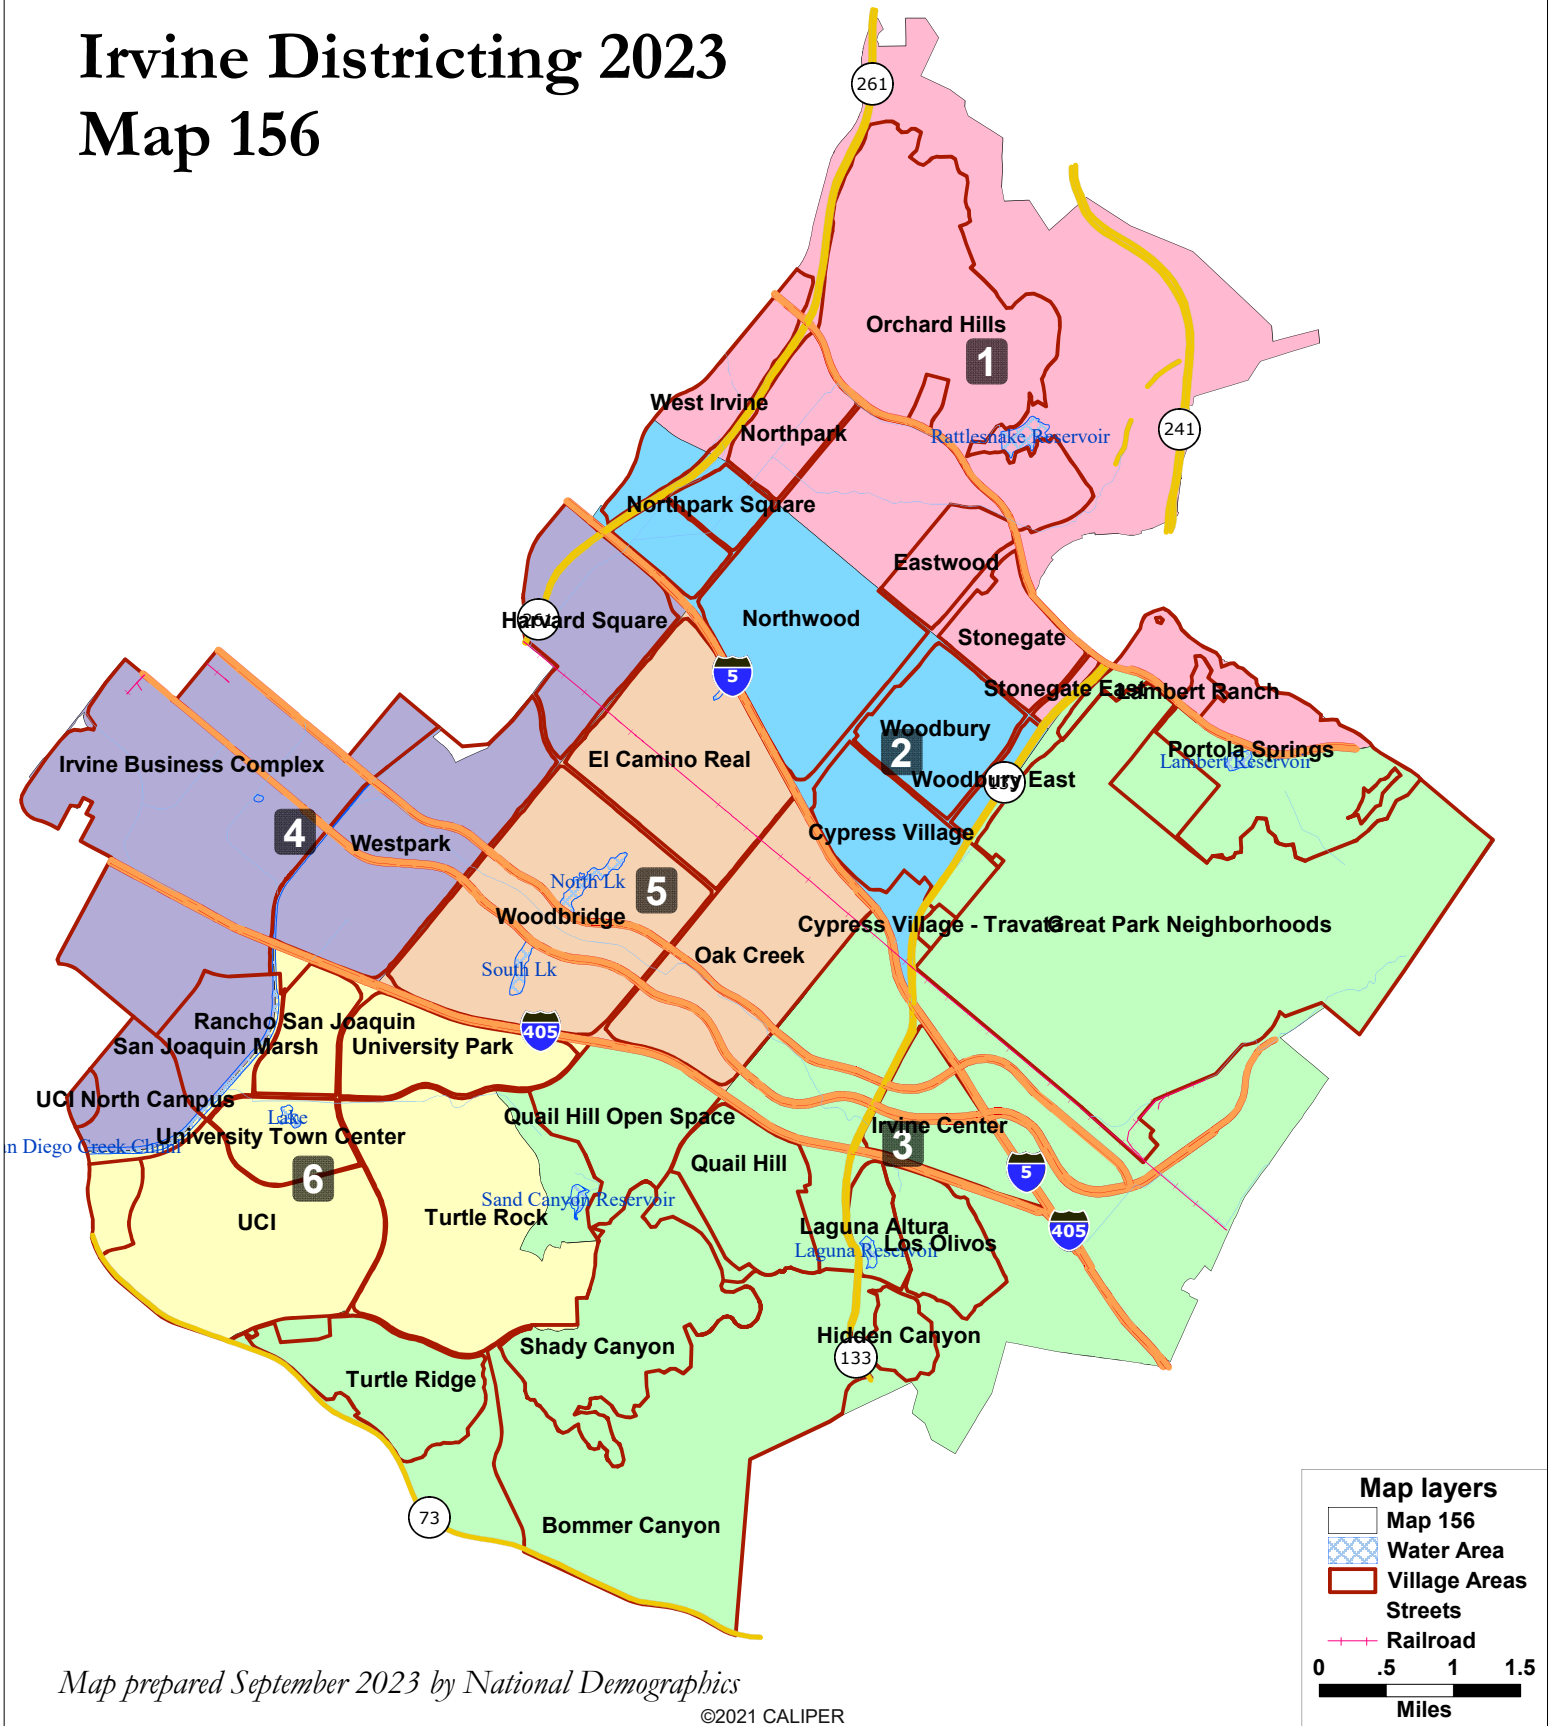 Irvine Districting 2023
Map 156
261
Orchard Hills
1
West Irvine
Northpark
Rattlesnake Reservoir
241
Northpark Square
Eastwood
Harvard Square
261
Northwood
Stonegate
5
Stonegate East
Lambert Ranch
Woodbury
2
El Camino Real
Portola Springs
Lambert Reservoir
Irvine Business Complex
Woodbury East
133
4
Westpark
Cypress Village
North Lk
5
Woodbridge
Cypress Village - Travata
Great Park Neighborhoods
Oak Creek
South Lk
Rancho San Joaquin
405
San Joaquin Marsh
University Park
UCI North Campus
Lake
Quail Hill Open Space
Irvine Center
University Town Center
an Diego Creek Chnnl
3
Quail Hill
6
5
Sand Canyon Reservoir
Turtle Rock
UCI
Laguna Altura
405
Los Olivos
Laguna Reservoir
Hidden Canyon
Shady Canyon
133
Turtle Ridge
73
Bommer Canyon
Map layers
Map 156
Water Area
Village Areas
Streets
Railroad
0 .5 1 1.5
Miles
Map prepared September 2023 by National Demographics
©2021 CALIPER